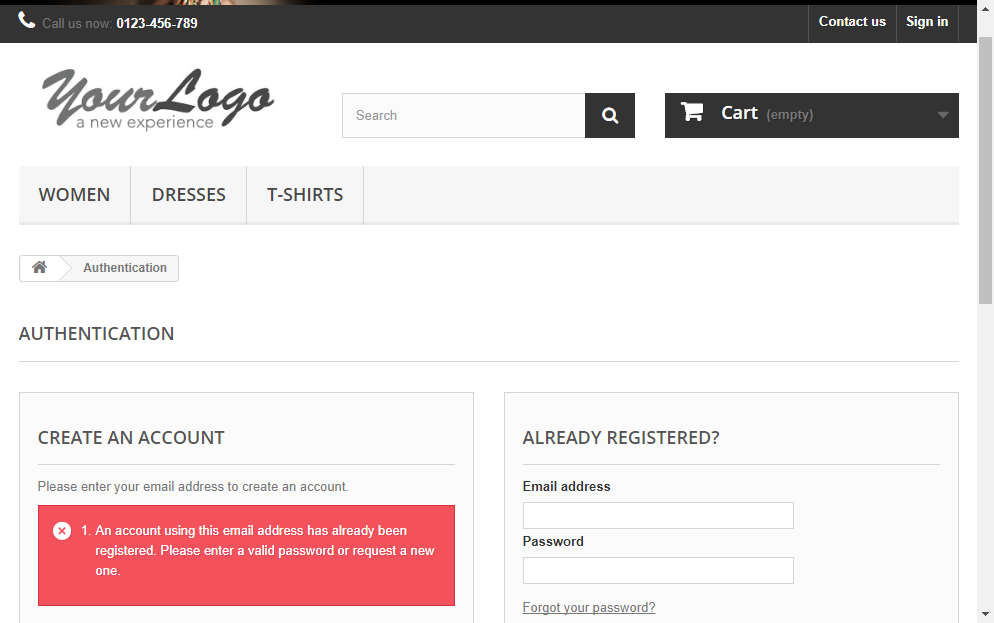 Call us now: 0123-456-789
Contact us
Sign in
YourLogo
a new experience
Search
Cart (empty)
WOMEN
DRESSES
T-SHIRTS
Authentication
AUTHENTICATION
CREATE AN ACCOUNT
Please enter your email address to create an account.
1. An account using this email address has already been
registered. Please enter a valid password or request a new
one.
ALREADY REGISTERED?
Email address
Password
Forgot your password?